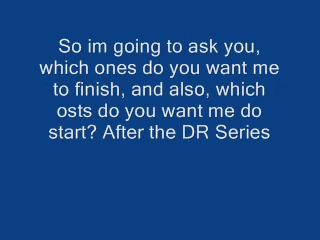 So im going to ask you,
which ones do you want me
to finish, and also, which
osts do you want me do
start? After the DR Series